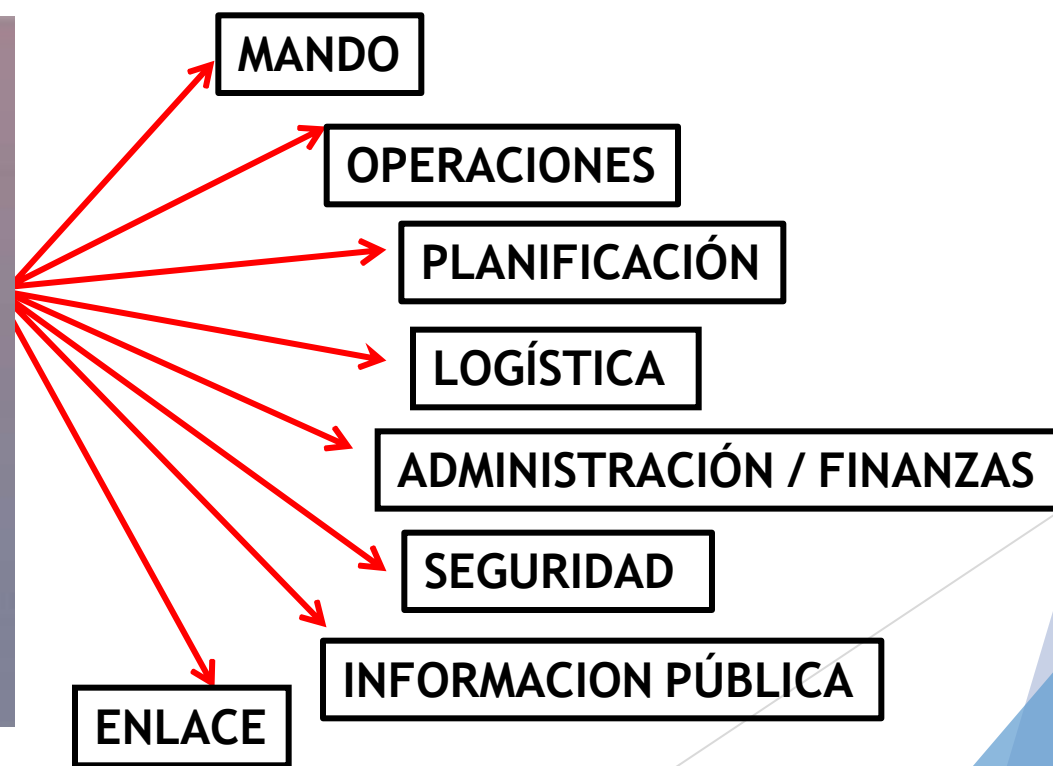 MANDO
OPERACIONES
PLANIFICACIÓN
LOGÍSTICA
ADMINISTRACIÓN / FINANZAS
SEGURIDAD
INFORMACION PÚBLICA
ENLACE